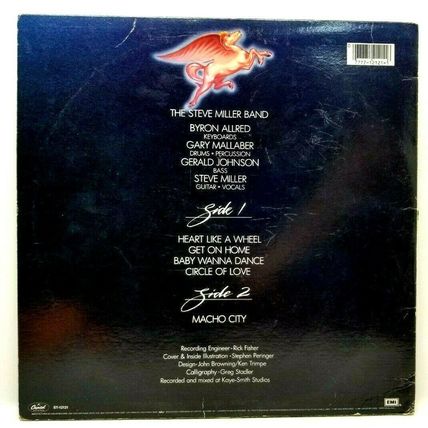 THE STEVE MILLER BAND
BYRON ALLRED
KEYBOARDS
GARY MALLABER
DRUMS • PERCUSSION
GERALD JOHNSON
BASS
STEVE MILLER
GUITAR • VOCALS
Side 1
HEART LIKE A WHEEL
GET ON HOME
BABY WANNA DANCE
CIRCLE OF LOVE
Side 2
MACHO CITY
Recording Engineer - Rick Fisher
Cover & Inside Illustration - Stephen Peringer
Design - John Browning/Ken Trimpe
Calligraphy - Greg Stadler
Recorded and mixed at Kaye-Smith Studios
Capitol
ST-12121
EMI